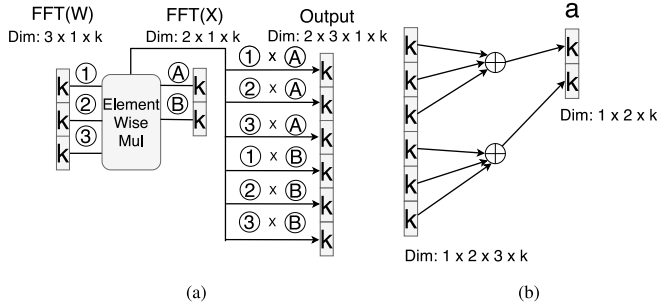 FFT(W)
Dim: 3 x 1 x k
FFT(X)
Dim: 2 x 1 x k
Output
Dim: 2 x 3 x 1 x k
k
k
k
1
2
3
Element
Wise
Mul
A
B
k
k
1 x A
2 x A
3 x A
1 x B
2 x B
3 x B
k
k
k
k
k
k
(a)
k
k
k
k
k
k
Dim: 1 x 2 x 3 x k
a
k
k
Dim: 1 x 2 x k
(b)